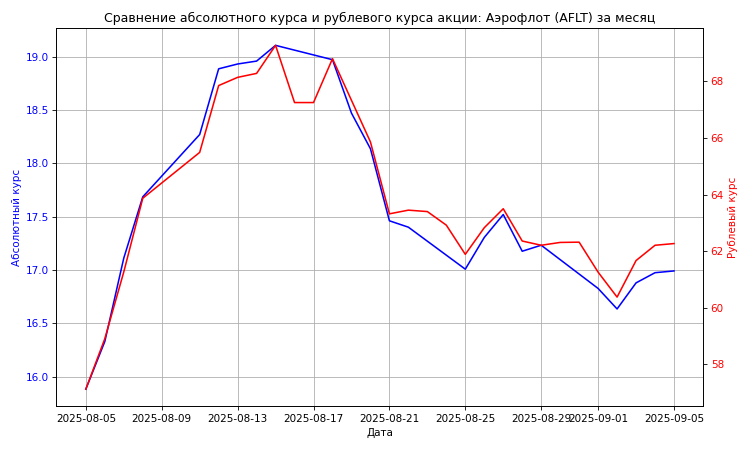 Сравнение абсолютного курса и рублевого курса акции: Аэрофлот (AFLT) за месяц
Абсолютный курс
19.0
18.5
18.0
17.5
17.0
16.5
16.0
68
66
64
62
60
58
Рублевый курс
2025-08-05 2025-08-09 2025-08-13 2025-08-17 2025-08-21 2025-08-25 2025-08-29 2025-09-01 2025-09-05
Дата